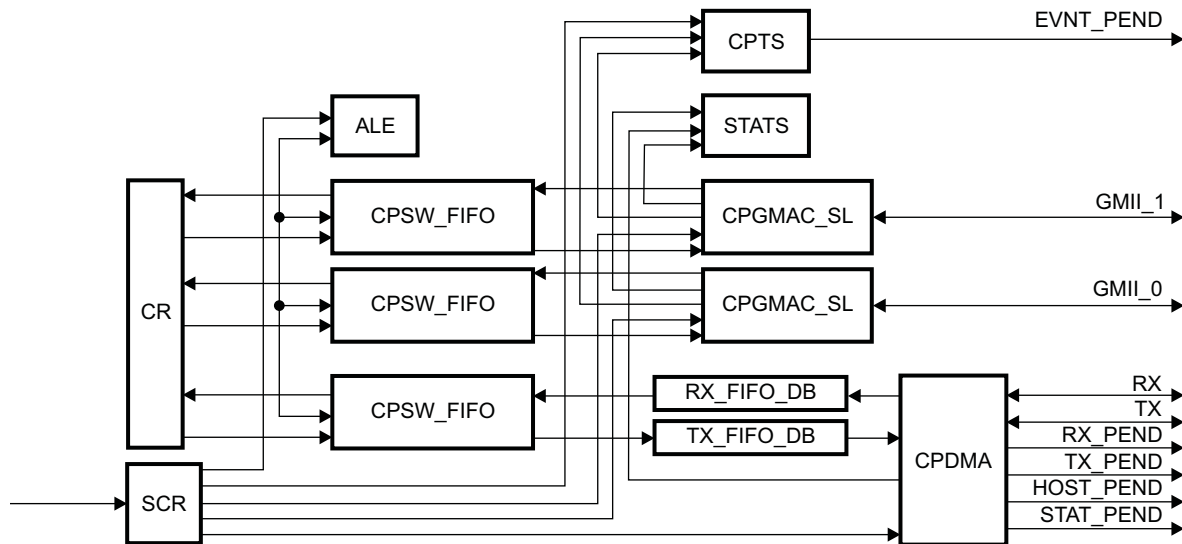 EVNT_PEND
CPTS
ALE
STATS
CPSW_FIFO
CPGMAC_SL
GMII_1
CR
CPSW_FIFO
CPGMAC_SL
GMII_0
CPSW_FIFO
RX_FIFO_DB
TX_FIFO_DB
CPDMA
RX
TX
RX_PEND
TX_PEND
HOST_PEND
STAT_PEND
SCR